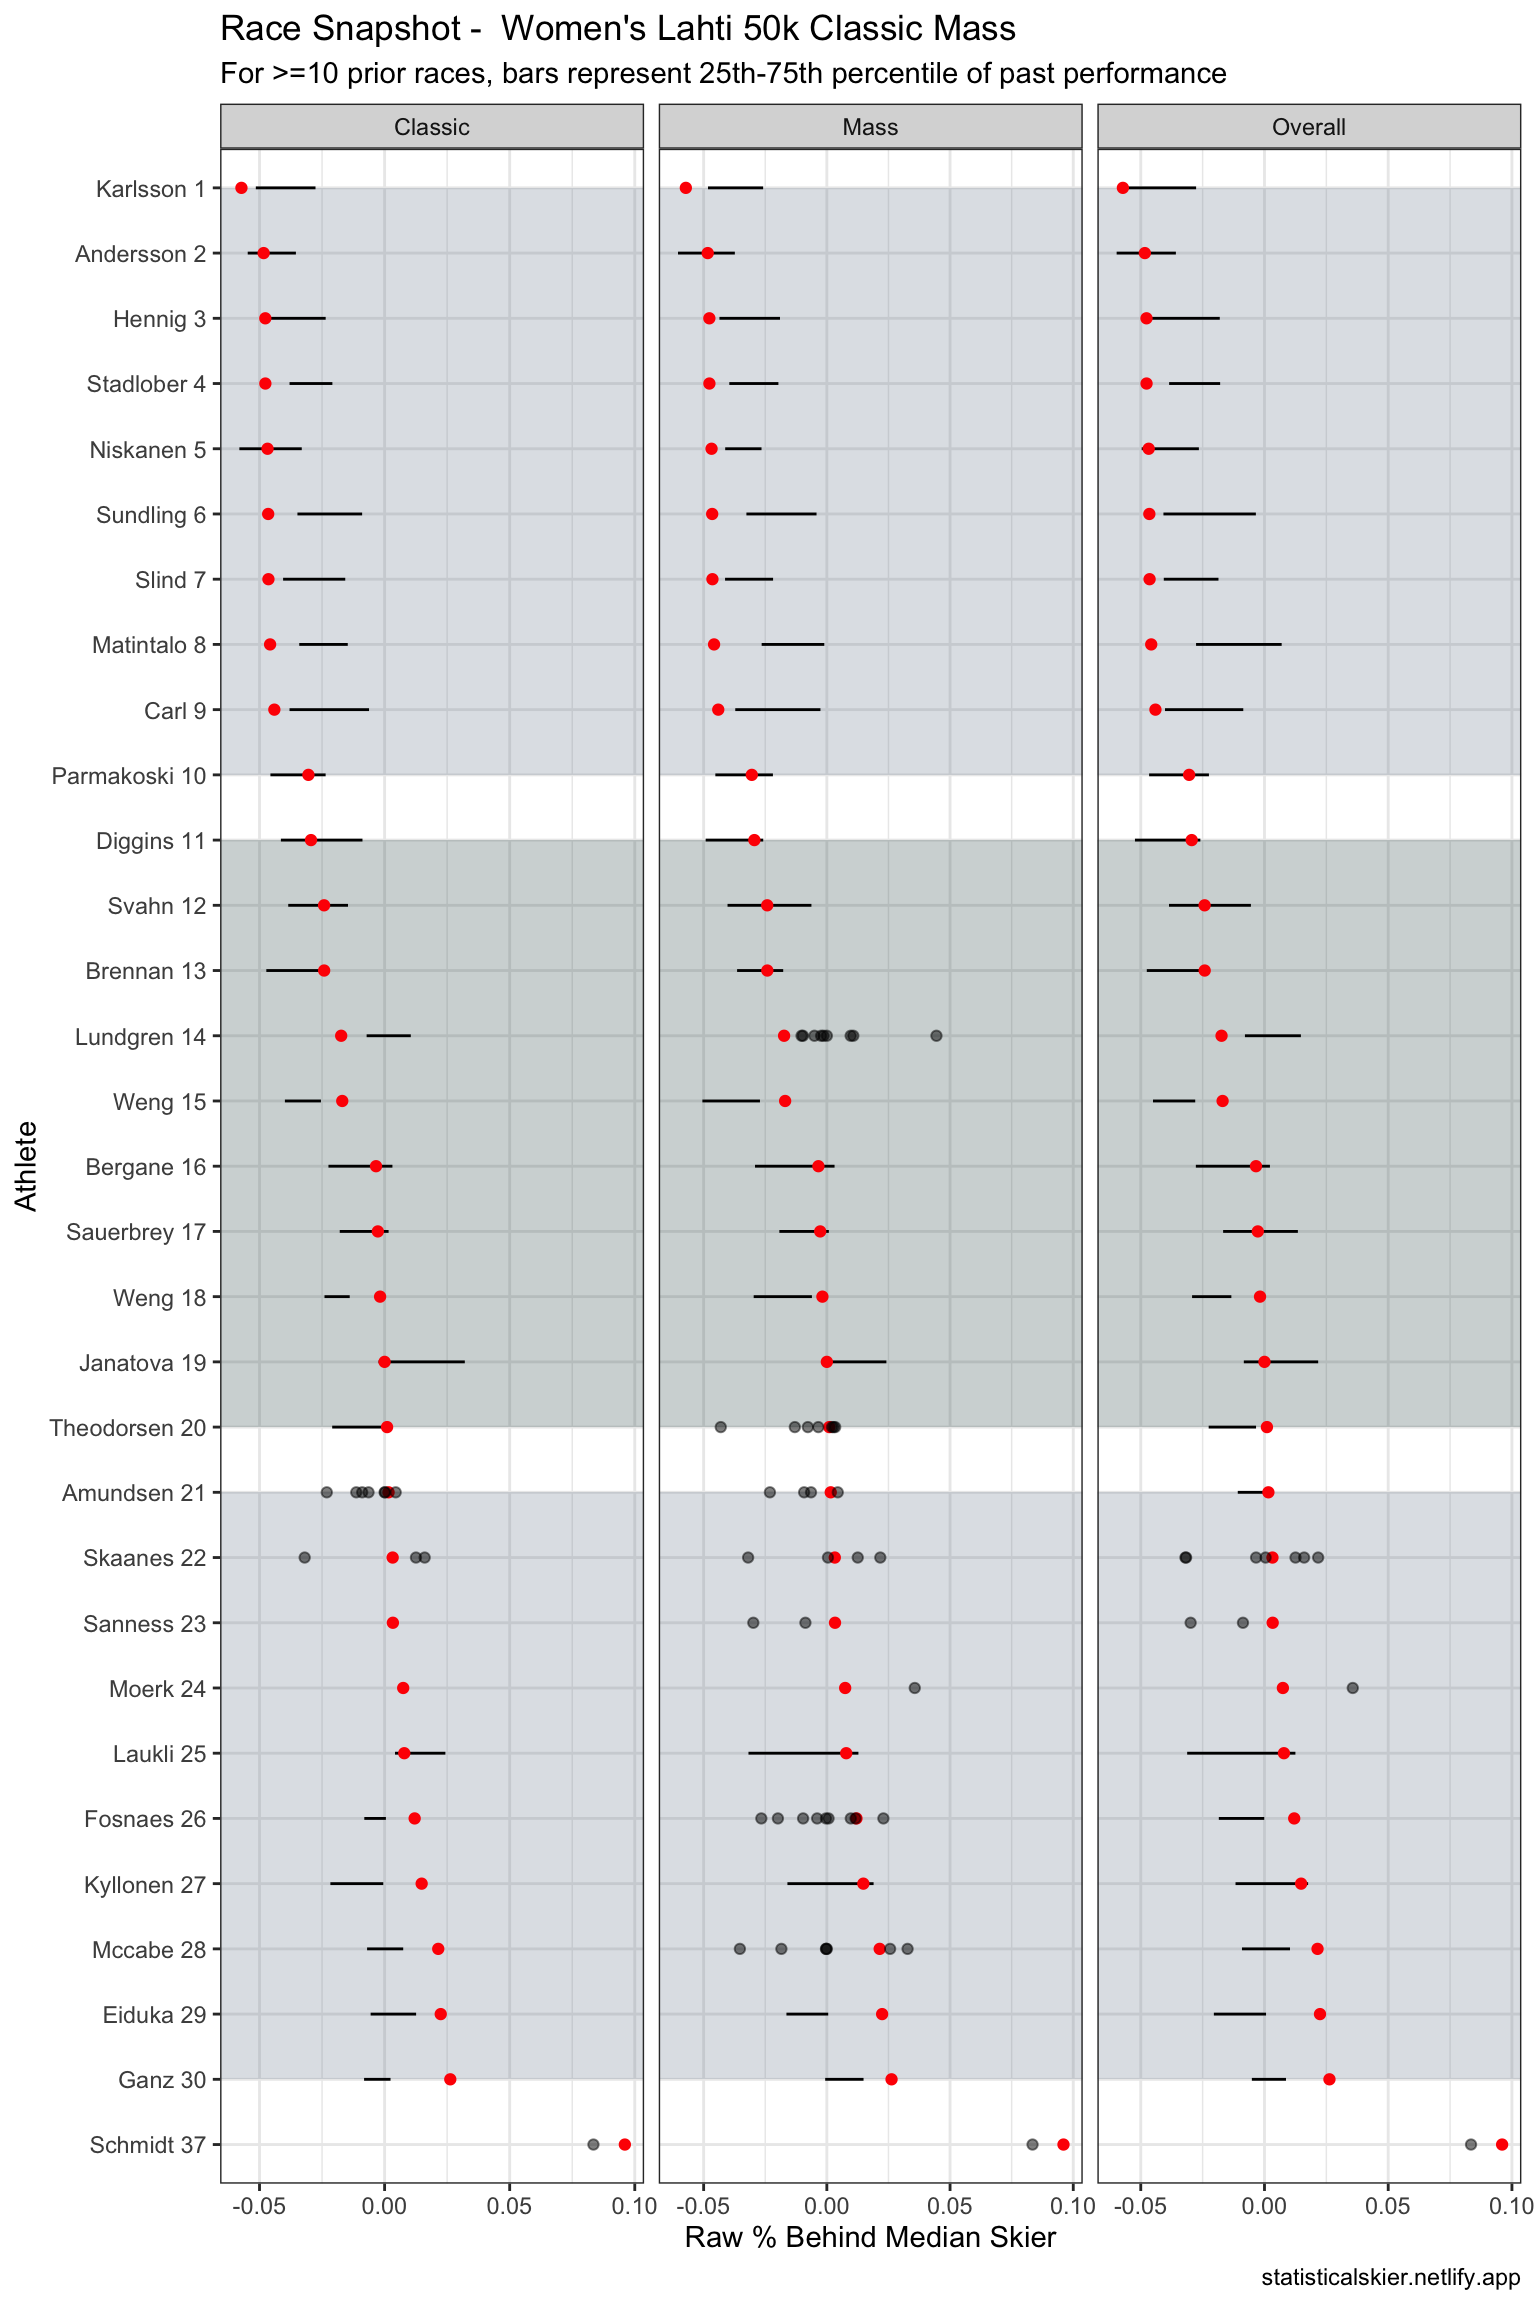 Race Snapshot -  Women's Lahti 50k Classic Mass
For >=10 prior races, bars represent 25th-75th percentile of past performance
Classic
Mass
Overall
Athlete
Karlsson 1
Andersson 2
Hennig 3
Stadlober 4
Niskanen 5
Sundling 6
Slind 7
Matintalo 8
Carl 9
Parmakoski 10
Diggins 11
Svahn 12
Brennan 13
Lundgren 14
Weng 15
Bergane 16
Sauerbrey 17
Weng 18
Janatova 19
Theodorsen 20
Amundsen 21
Skaanes 22
Sanness 23
Moerk 24
Laukli 25
Fosnaes 26
Kyllonen 27
Mccabe 28
Eiduka 29
Ganz 30
Schmidt 37
-0.05 0.00 0.05 0.10
-0.05 0.00 0.05 0.10
-0.05 0.00 0.05 0.10
Raw % Behind Median Skier
statisticalskier.netlify.app